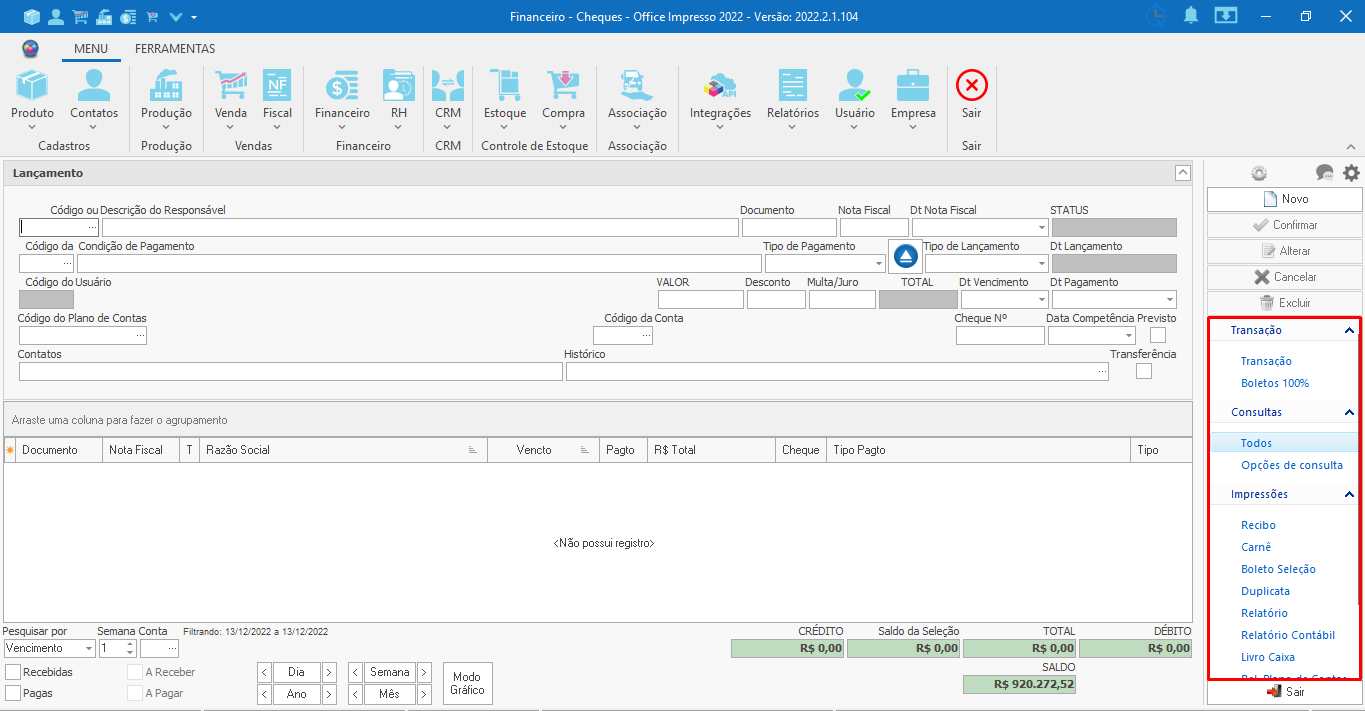 Financeiro - Cheques - Office Impresso 2022 - Versão: 2022.2.1.104
MENU FERRAMENTAS
Produto Contatos Produção Venda Fiscal Financeiro RH CRM Estoque Compra Associação Integrações Relatórios Usuário Empresa Sair
Cadastros Produção Vendas Financeiro CRM Controle de Estoque Associação Sair
Lançamento
Código ou Descrição do Responsável Documento Nota Fiscal Dt Nota Fiscal STATUS
Código da Condição de Pagamento Tipo de Pagamento Tipo de Lançamento Dt Lançamento
Código do Usuário VALOR Desconto Multa/Juro TOTAL Dt Vencimento Dt Pagamento
Código do Plano de Contas Código da Conta Cheque Nº Data Competência Previsto
Contatos Histórico Transferência
Arraste uma coluna para fazer o agrupamento
Documento Nota Fiscal T Razão Social Vencto Pagto R$ Total Cheque Tipo Pagto Tipo
<Não possui registro>
Pesquisar por Semana Conta Filtrando: 13/12/2022 a 13/12/2022 CRÉDITO Saldo da Seleção TOTAL DÉBITO
Vencimento 1 R$ 0,00 R$ 0,00 R$ 0,00 R$ 0,00
Recebidas A Receber < Dia > < Semana > Modo Gráfico SALDO
Pagas A Pagar < Ano > < Mês > R$ 920.272,52
Novo
Confirmar
Alterar
Cancelar
Excluir
Transação
Transação
Boletos 100%
Consultas
Todos
Opções de consulta
Impressões
Recibo
Carnê
Boleto Seleção
Duplicata
Relatório
Relatório Contábil
Livro Caixa
Rel. Plano de Contas
Sair